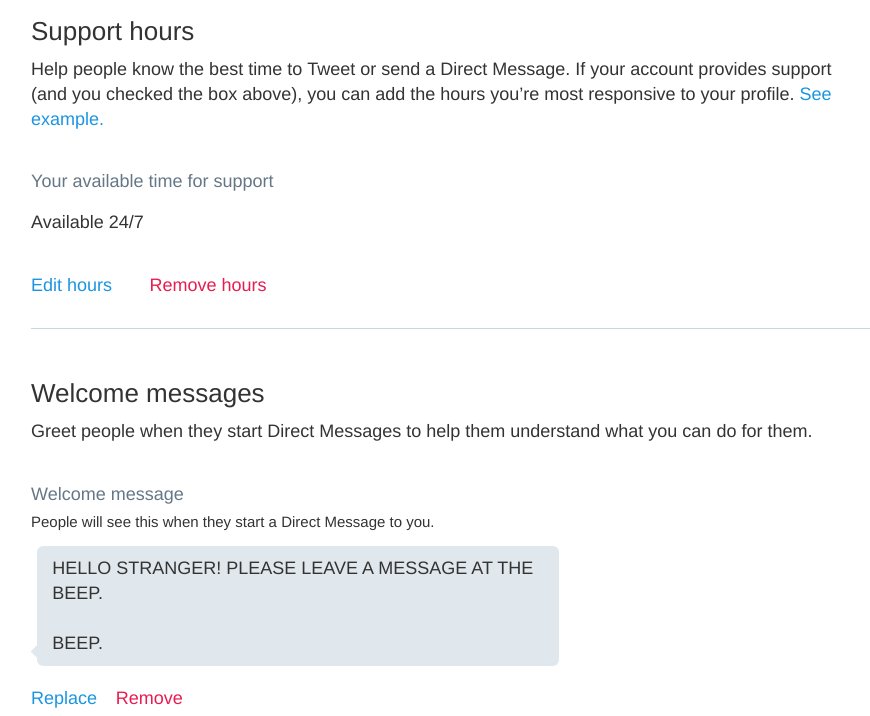 Support hours
Help people know the best time to Tweet or send a Direct Message. If your account provides support
(and you checked the box above), you can add the hours you’re most responsive to your profile. See
example.
Your available time for support
Available 24/7
Edit hours Remove hours
Welcome messages
Greet people when they start Direct Messages to help them understand what you can do for them.
Welcome message
People will see this when they start a Direct Message to you.
HELLO STRANGER! PLEASE LEAVE A MESSAGE AT THE
BEEP.
BEEP.
Replace Remove